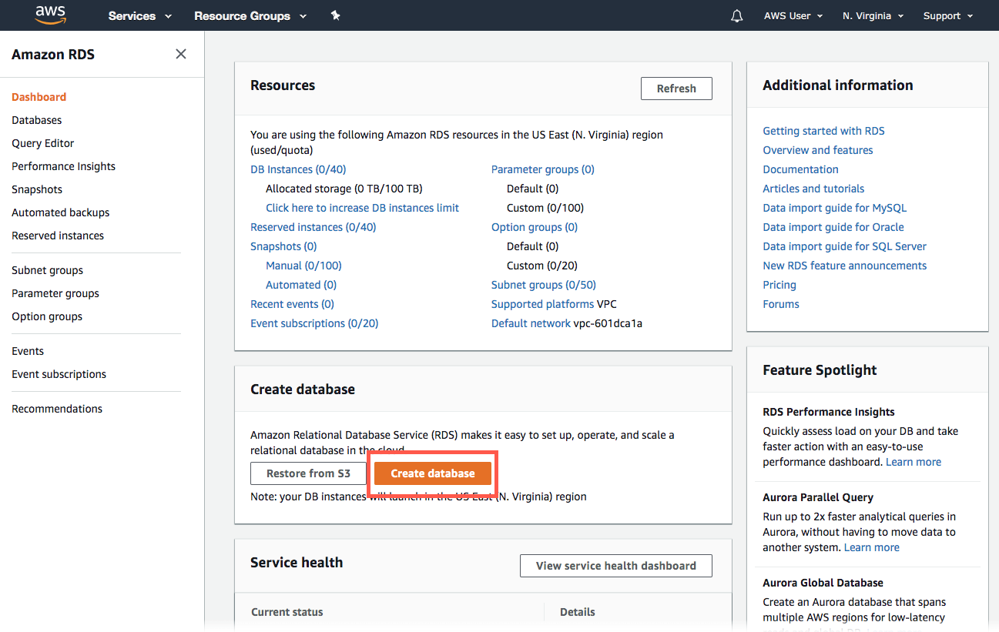 aws
Services
Resource Groups
AWS User
N. Virginia
Support
Amazon RDS
Dashboard
Databases
Query Editor
Performance Insights
Snapshots
Automated backups
Reserved instances
Subnet groups
Parameter groups
Option groups
Events
Event subscriptions
Recommendations
Resources
Refresh
You are using the following Amazon RDS resources in the US East (N. Virginia) region
(used/quota)
DB Instances (0/40)
Allocated storage (0 TB/100 TB)
Click here to increase DB instances limit
Reserved instances (0/40)
Snapshots (0)
Manual (0/100)
Automated (0)
Recent events (0)
Event subscriptions (0/20)
Parameter groups (0)
Default (0)
Custom (0/100)
Option groups (0)
Default (0)
Custom (0/20)
Subnet groups (0/50)
Supported platforms VPC
Default network vpc-601dca1a
Create database
Amazon Relational Database Service (RDS) makes it easy to set up, operate, and scale a
relational database in the cloud.
Restore from S3
Create database
Note: your DB instances will launch in the US East (N. Virginia) region
Service health
View service health dashboard
Current status
Details
Additional information
Getting started with RDS
Overview and features
Documentation
Articles and tutorials
Data import guide for MySQL
Data import guide for Oracle
Data import guide for SQL Server
New RDS feature announcements
Pricing
Forums
Feature Spotlight
RDS Performance Insights
Quickly assess load on your DB and take
faster action with an easy-to-use
performance dashboard. Learn more
Aurora Parallel Query
Run up to 2x faster analytical queries in
Aurora, without having to move data to
another system. Learn more
Aurora Global Database
Create an Aurora database that spans
multiple AWS regions for low-latency
reads and global DR. Learn more